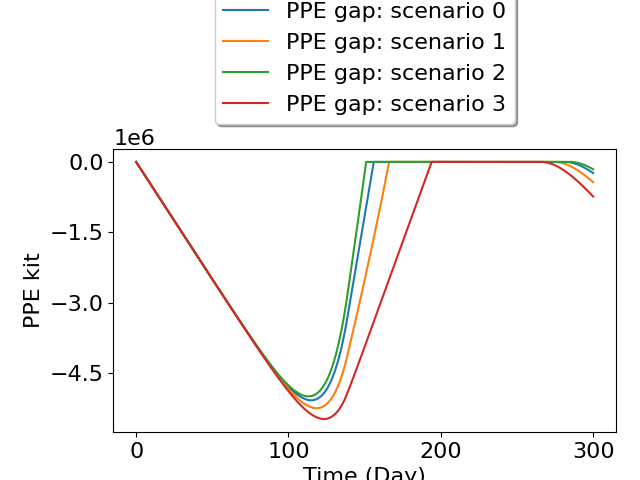 PPE gap: scenario 0
PPE gap: scenario 1
PPE gap: scenario 2
PPE gap: scenario 3
1e6
0.0
−1.5
−3.0
−4.5
PPE kit
0 100 200 300
Time (Day)